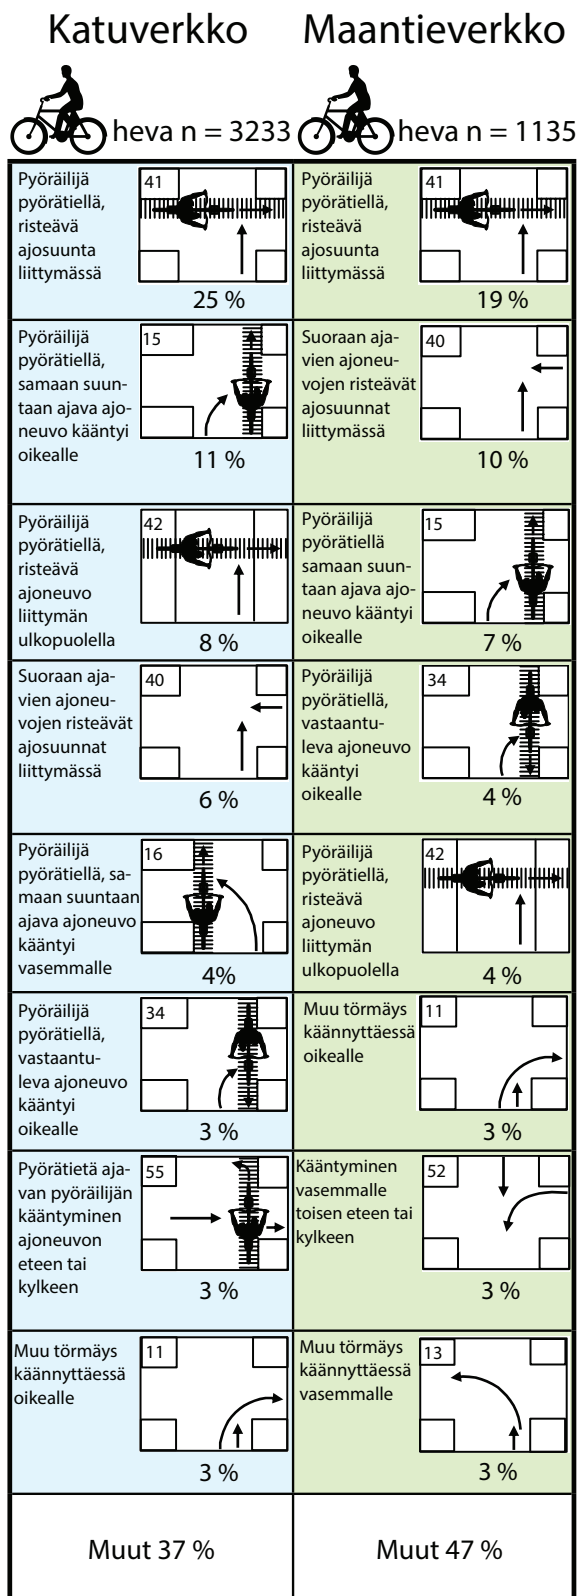 Katuverkko
heva n = 3233
Pyöräilijä
pyörätiellä,
risteävä
ajosuunta
liittymässä
41
25 %
Pyöräilijä
pyörätiellä,
samaan suun-
taan ajava ajo-
neuvo kääntyi
oikealle
15
11 %
Pyöräilijä
pyörätiellä,
risteävä
ajoneuvo
liittymän
ulkopuolella
42
8 %
Suoraan aja-
vien ajoneu-
vojen risteävät
ajosuunnat
liittymässä
40
6 %
Pyöräilijä
pyörätiellä, sa-
maan suuntaan
ajava ajoneuvo
kääntyi
vasemmalle
16
4%
Pyöräilijä
pyörätiellä,
vastaantu-
leva ajoneuvo
kääntyi
oikealle
34
3 %
Pyörätietä aja-
van pyöräilijän
kääntyminen
ajoneuvon
eteen tai
kylkeen
55
3 %
Muu törmäys
käännyttäessä
oikealle
11
3 %
Muut 37 %
Maantieverkko
heva n = 1135
Pyöräilijä
pyörätiellä,
risteävä
ajosuunta
liittymässä
41
19 %
Suoraan aja-
vien ajoneu-
vojen risteävät
ajosuunnat
liittymässä
40
10 %
Pyöräilijä
pyörätiellä
samaan suun-
taan ajava ajo-
neuvo kääntyi
oikealle
15
7 %
Pyöräilijä
pyörätiellä,
vastaantu-
leva ajoneuvo
kääntyi
oikealle
34
4 %
Pyöräilijä
pyörätiellä,
risteävä
ajoneuvo
liittymän
ulkopuolella
42
4 %
Muu törmäys
käännyttäessä
oikealle
11
3 %
Kääntyminen
vasemmalle
toisen eteen tai
kylkeen
52
3 %
Muu törmäys
käännyttäessä
vasemmalle
13
3 %
Muut 47 %